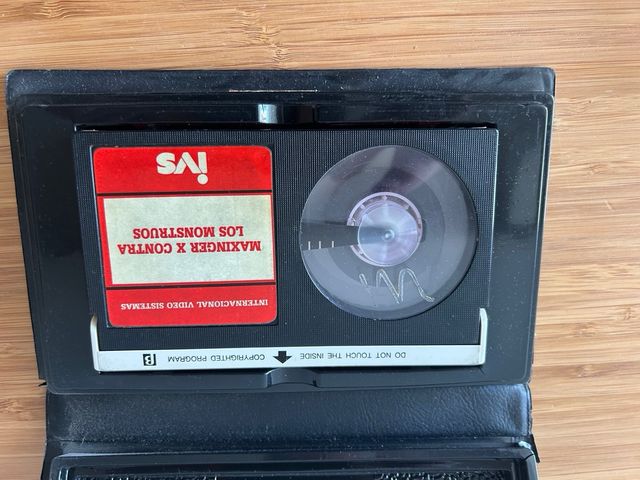 ivs
MAXINGER X CONTRA
LOS MONSTRUOS
INTERNACIONAL VIDEO SISTEMAS
DO NOT TOUCH THE INSIDE COPYRIGHTED PROGRAM